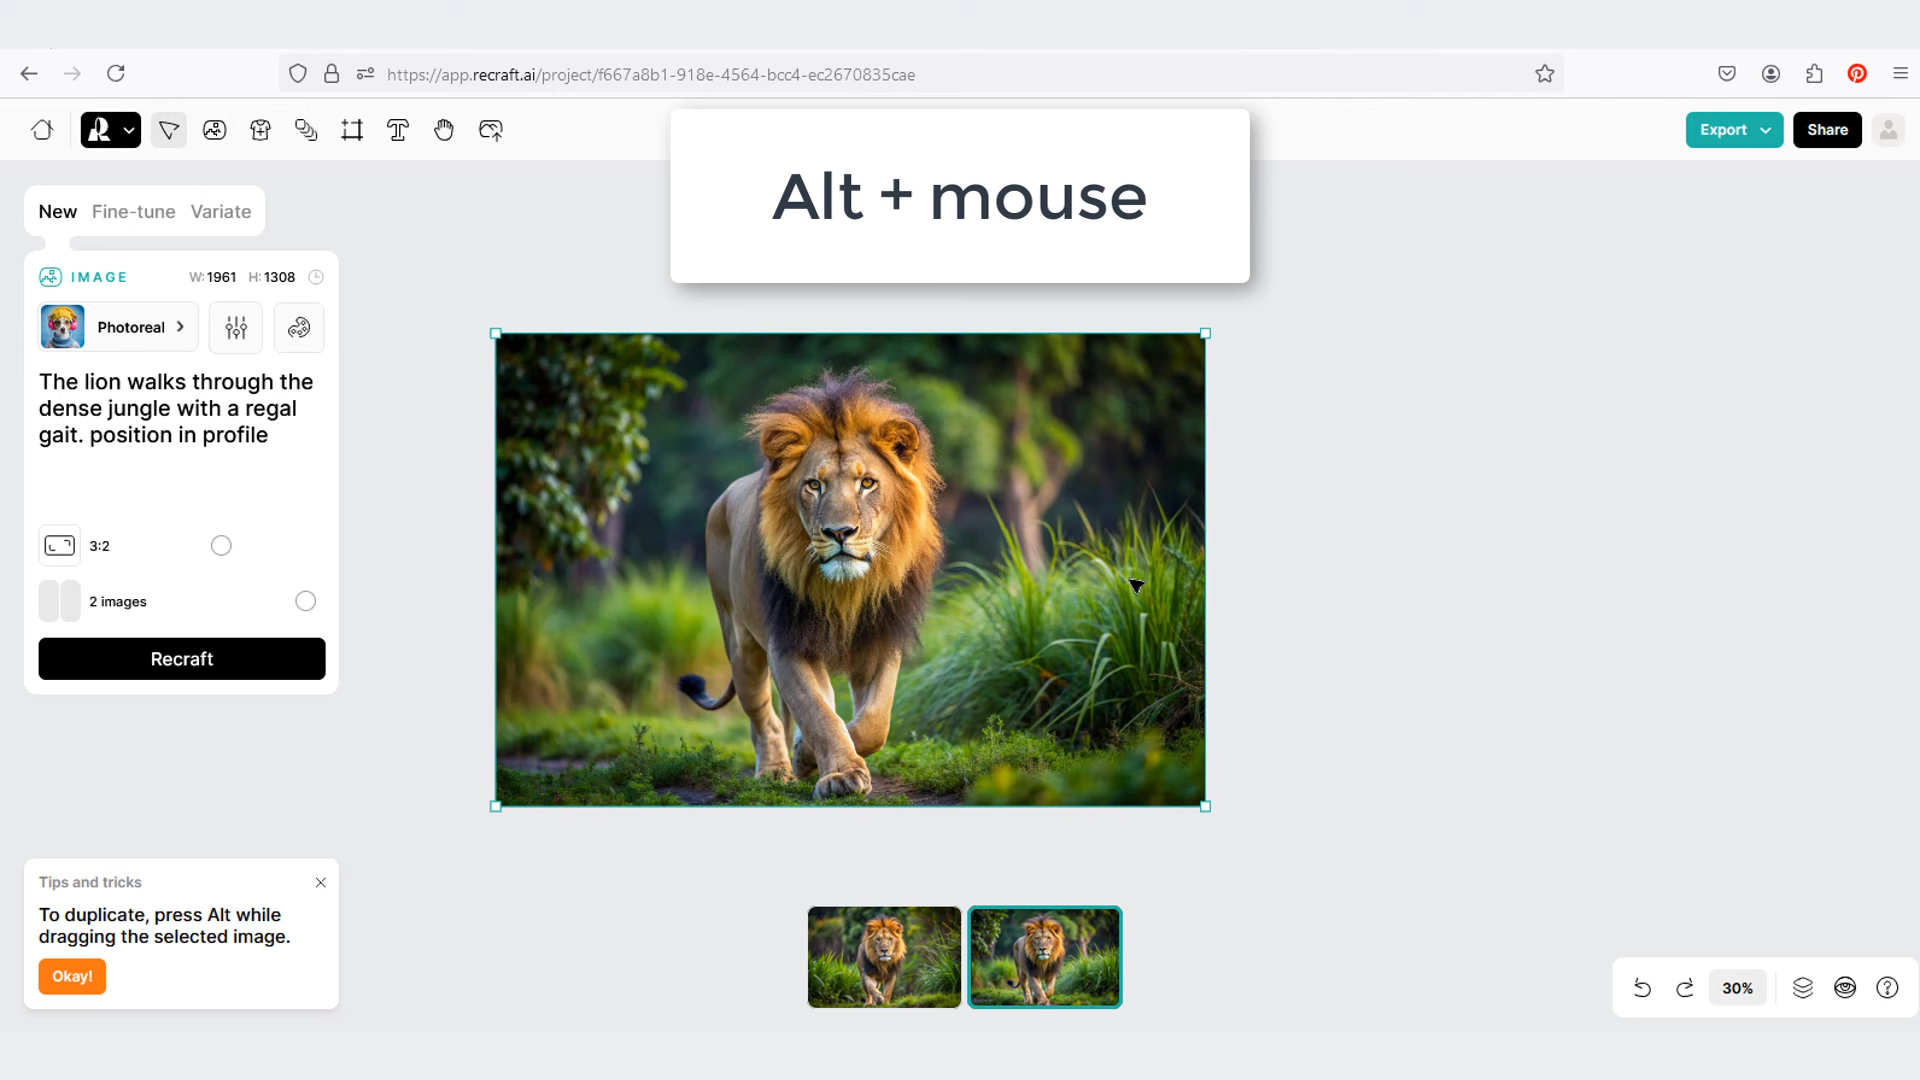 https://app.recraft.ai/project/f667a8b1-918e-4564-bcc4-ec2670835cae
Export
Share
Alt + mouse
New Fine-tune Variate
IMAGE W: 1961 H: 1308
Photoreal
The lion walks through the
dense jungle with a regal
gait. position in profile
3:2
2 images
Recraft
Tips and tricks
To duplicate, press Alt while
dragging the selected image.
Okay!
30%